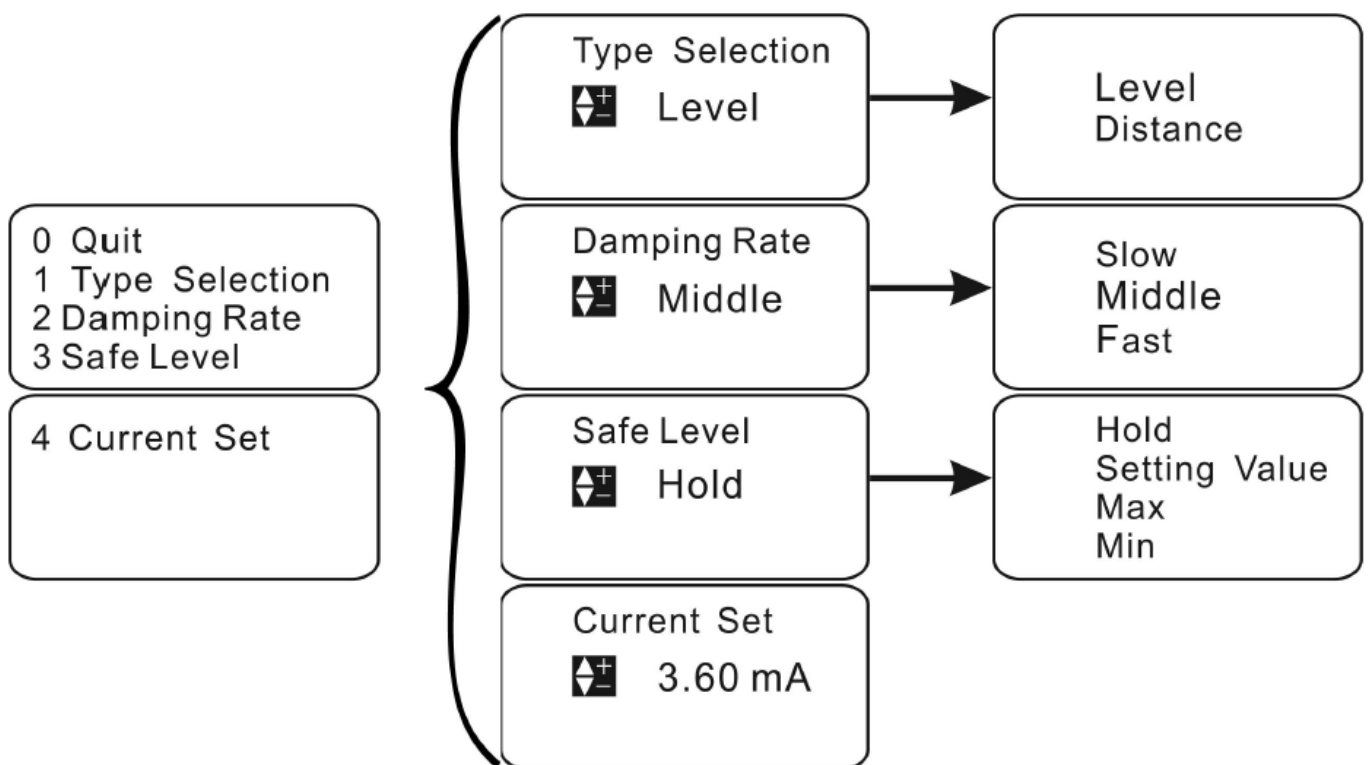 0 Quit
1 Type Selection
2 Damping Rate
3 Safe Level
4 Current Set
Type Selection
Level
Level
Distance
Damping Rate
Middle
Slow
Middle
Fast
Safe Level
Hold
Hold
Setting Value
Max
Min
Current Set
3.60 mA